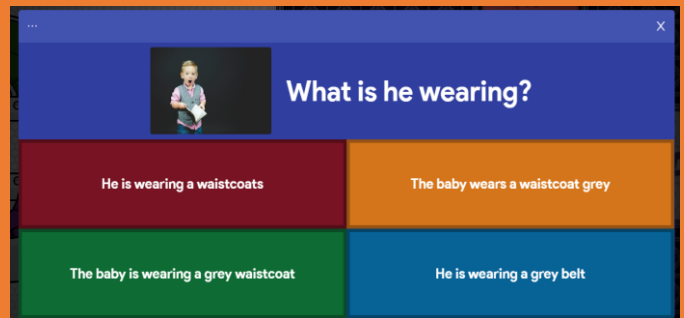 ... X
What is he wearing?
He is wearing a waistcoats
The baby wears a waistcoat grey
The baby is wearing a grey waistcoat
He is wearing a grey belt